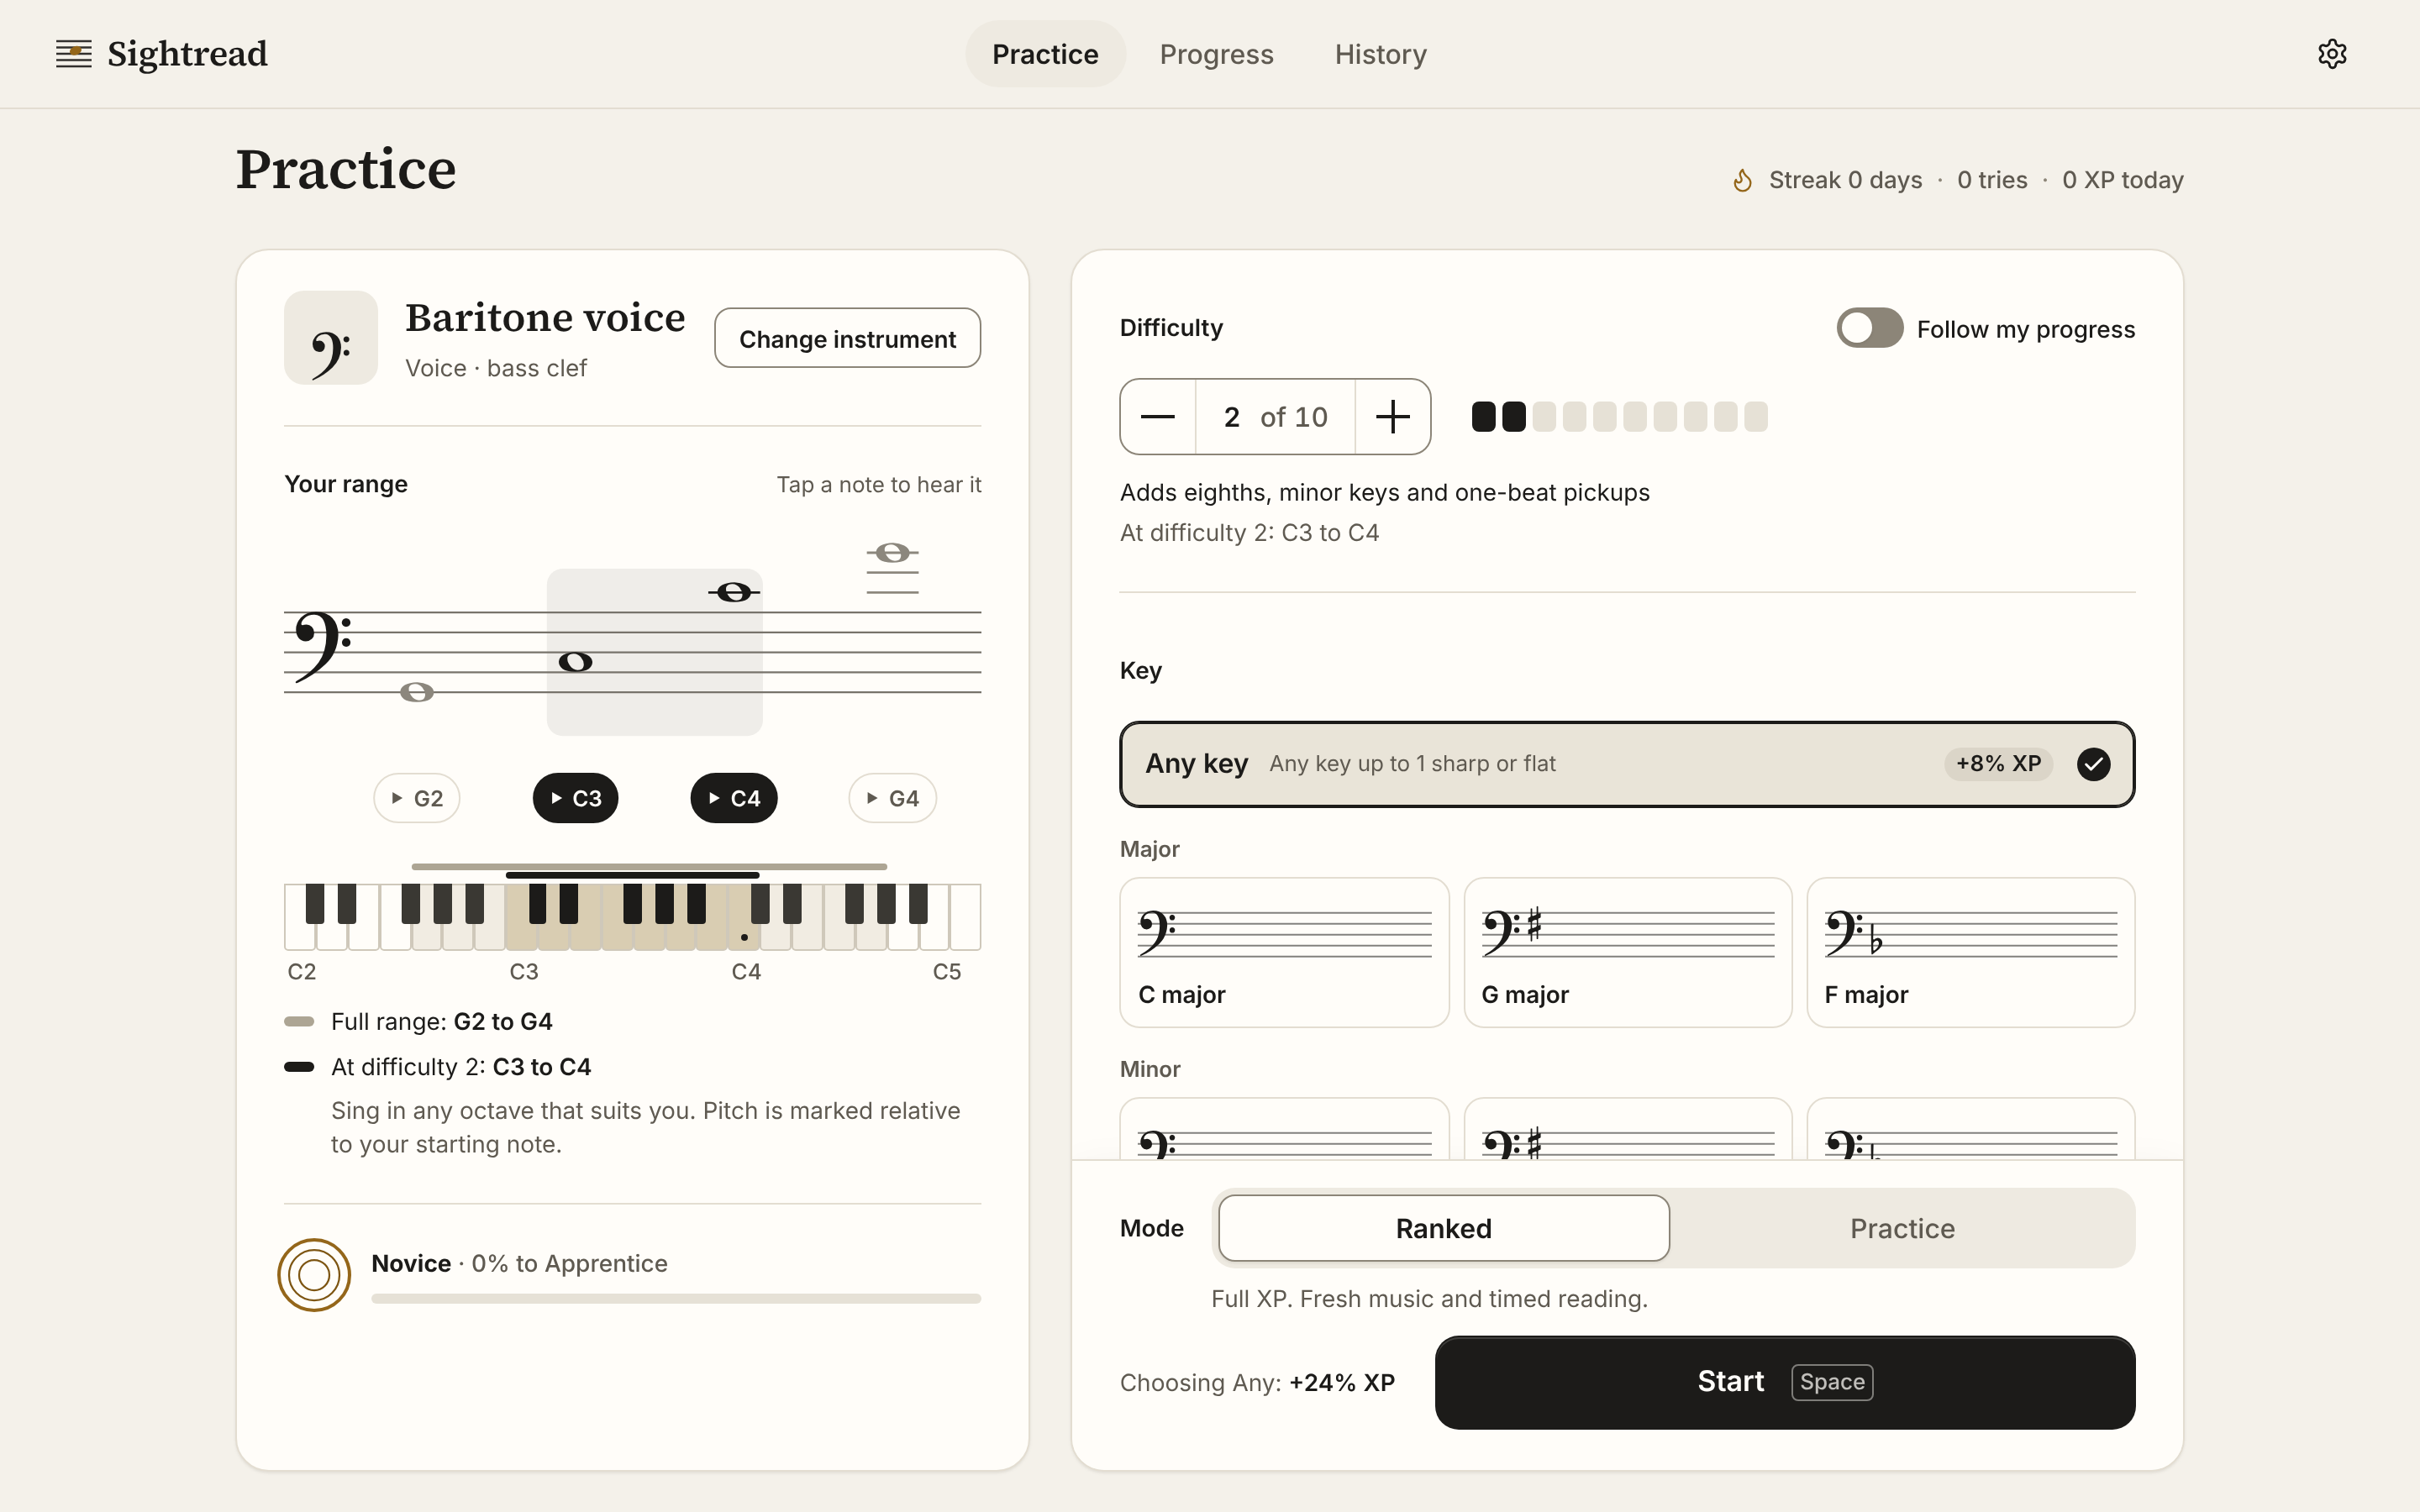 Sightread
Practice
Progress
History
Practice
Streak 0 days · 0 tries · 0 XP today
Baritone voice
Voice · bass clef
Change instrument
Your range
Tap a note to hear it
G2
C3
C4
G4
C2
C3
C4
C5
Full range: G2 to G4
At difficulty 2: C3 to C4
Sing in any octave that suits you. Pitch is marked relative
to your starting note.
Novice · 0% to Apprentice
Difficulty
Follow my progress
2 of 10
Adds eighths, minor keys and one-beat pickups
At difficulty 2: C3 to C4
Key
Any key Any key up to 1 sharp or flat
+8% XP
Major
C major
G major
F major
Minor
Mode
Ranked
Practice
Full XP. Fresh music and timed reading.
Choosing Any: +24% XP
Start Space